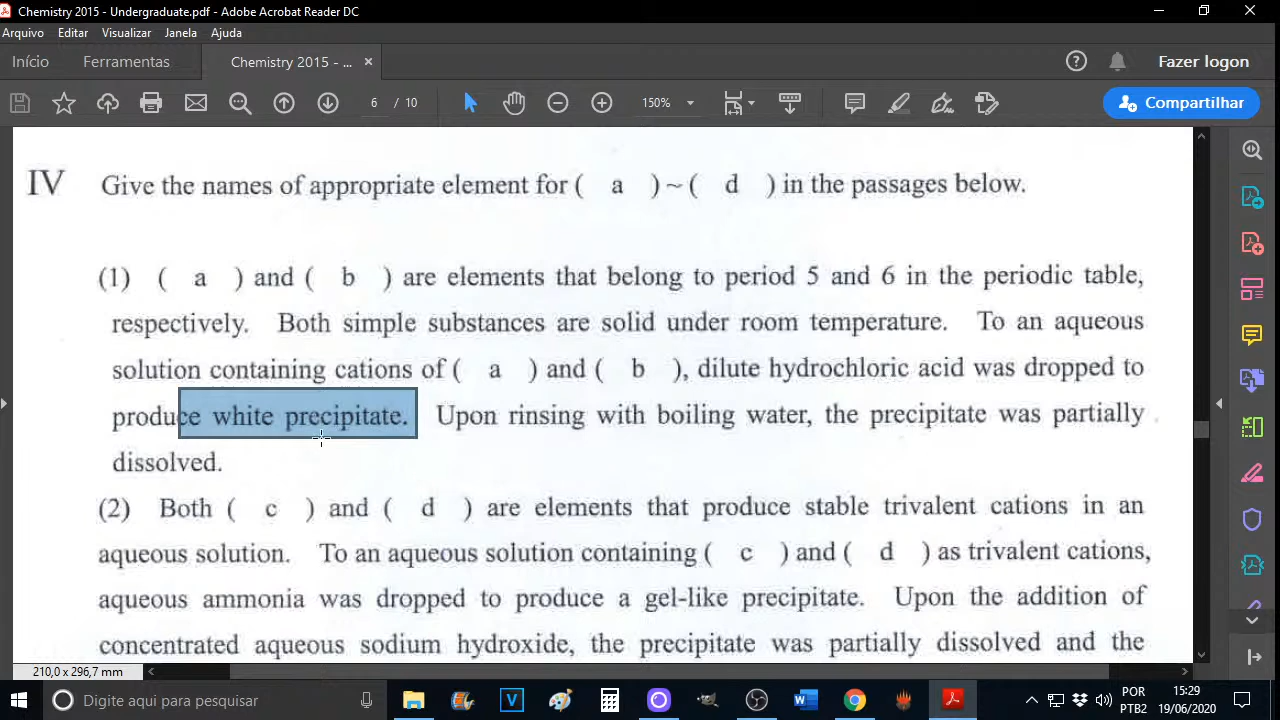 Chemistry 2015 - Undergraduate.pdf - Adobe Acrobat Reader DC
Arquivo Editar Visualizar Janela Ajuda
Início Ferramentas Chemistry 2015 - ... × Fazer logon
6 / 10 150% Compartilhar
IV Give the names of appropriate element for ( a ) ~ ( d ) in the passages below.
(1) ( a ) and ( b ) are elements that belong to period 5 and 6 in the periodic table,
respectively. Both simple substances are solid under room temperature. To an aqueous
solution containing cations of ( a ) and ( b ), dilute hydrochloric acid was dropped to
produce white precipitate. Upon rinsing with boiling water, the precipitate was partially
dissolved.
(2) Both ( c ) and ( d ) are elements that produce stable trivalent cations in an
aqueous solution. To an aqueous solution containing ( c ) and ( d ) as trivalent cations,
aqueous ammonia was dropped to produce a gel-like precipitate. Upon the addition of
concentrated aqueous sodium hydroxide, the precipitate was partially dissolved and the
210,0 x 296,7 mm
Digite aqui para pesquisar
POR 15:29
PTB2 19/06/2020